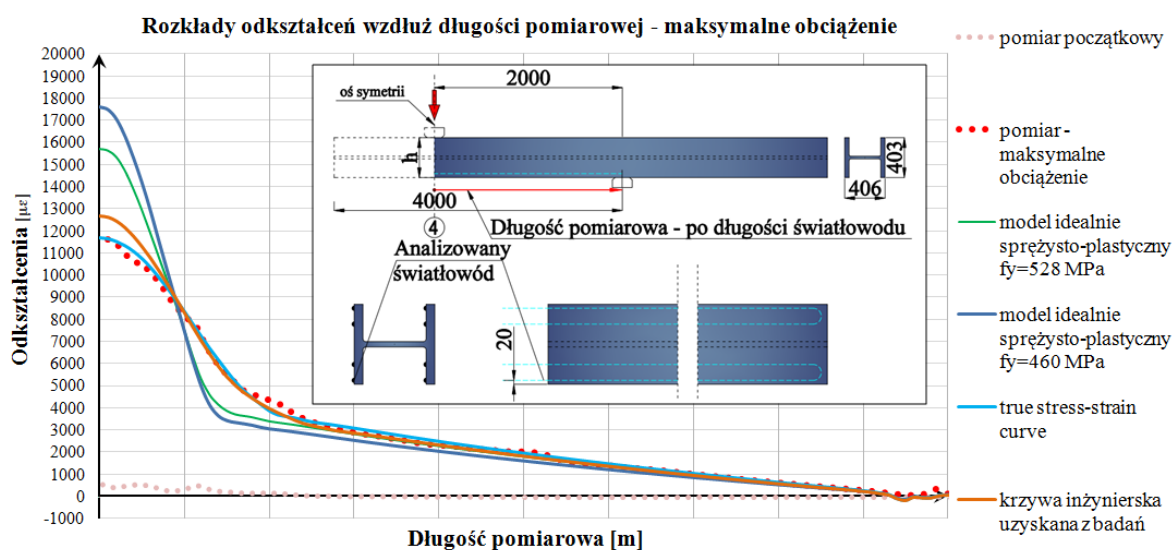 Rozkłady odkształceń wzdłuż długości pomiarowej - maksymalne obciążenie
20000
19000
18000
17000
16000
15000
14000
13000
12000
11000
10000
9000
8000
7000
6000
5000
4000
3000
2000
1000
0
-1000
Odkształcenia [με]
Długość pomiarowa [m]
oś symetrii
2000
h
403
406
4000
4
Długość pomiarowa - po długości światłowodu
Analizowany
światłowód
20
pomiar początkowy
pomiar -
maksymalne
obciążenie
model idealnie
sprężysto-plastyczny
fy=528 MPa
model idealnie
sprężysto-plastyczny
fy=460 MPa
true stress-strain
curve
krzywa inżynierska
uzyskana z badań